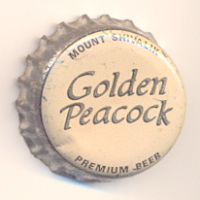 MOUNT SHIVALIK
Golden
Peacock
PREMIUM BEER